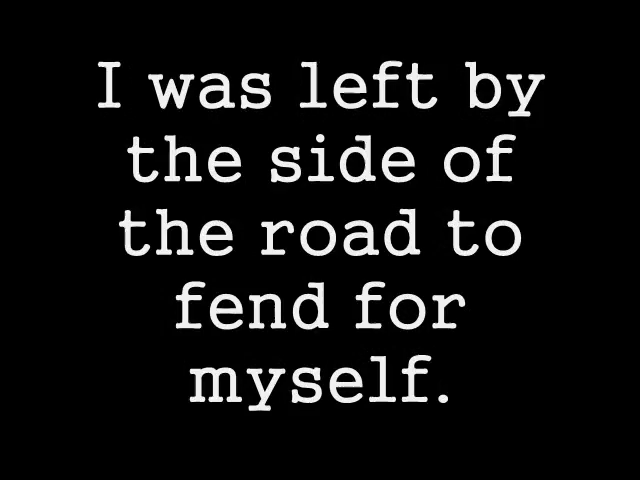 I was left by
the side of
the road to
fend for
myself.